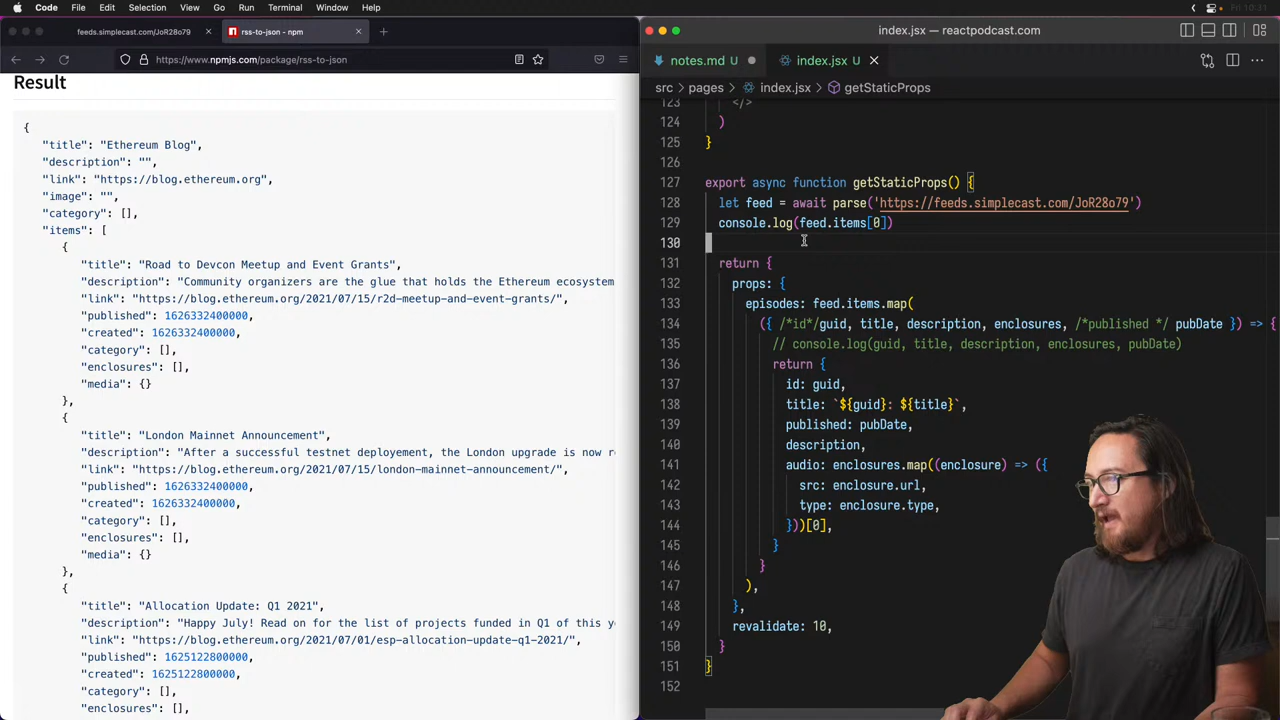 Code File Edit Selection View Go Run Terminal Window Help
feeds.simplecast.com/JoR28o79
rss-to-json - npm
https://www.npmjs.com/package/rss-to-json
Result
{
"title": "Ethereum Blog",
"description": "",
"link": "https://blog.ethereum.org",
"image": "",
"category": [],
"items": [
{
"title": "Road to Devcon Meetup and Event Grants",
"description": "Community organizers are the glue that holds the Ethereum ecosystem
"link": "https://blog.ethereum.org/2021/07/15/r2d-meetup-and-event-grants/",
"published": 1626332400000,
"created": 1626332400000,
"category": [],
"enclosures": [],
"media": {}
},
{
"title": "London Mainnet Announcement",
"description": "After a successful testnet deployement, the London upgrade is now r
"link": "https://blog.ethereum.org/2021/07/15/london-mainnet-announcement/",
"published": 1626332400000,
"created": 1626332400000,
"category": [],
"enclosures": [],
"media": {}
},
{
"title": "Allocation Update: Q1 2021",
"description": "Happy July! Read on for the list of projects funded in Q1 of this ye
"link": "https://blog.ethereum.org/2021/07/01/esp-allocation-update-q1-2021/",
"published": 1625122800000,
"created": 1625122800000,
"category": [],
"enclosures": [],
index.jsx — reactpodcast.com
notes.md U
index.jsx U
src pages index.jsx getStaticProps
123 </>
124 )
125 }
126
127 export async function getStaticProps() {
128 let feed = await parse('https://feeds.simplecast.com/JoR28o79')
129 console.log(feed.items[0])
130
131 return {
132 props: {
133 episodes: feed.items.map(
134 ({ /*id*/guid, title, description, enclosures, /*published */ pubDate }) => {
135 // console.log(guid, title, description, enclosures, pubDate)
136 return {
137 id: guid,
138 title: `${guid}: ${title}`,
139 published: pubDate,
140 description,
141 audio: enclosures.map((enclosure) => ({
142 src: enclosure.url,
143 type: enclosure.type,
144 }))[0],
145 }
146 }
147 ),
148 },
149 revalidate: 10,
150 }
151 }
152